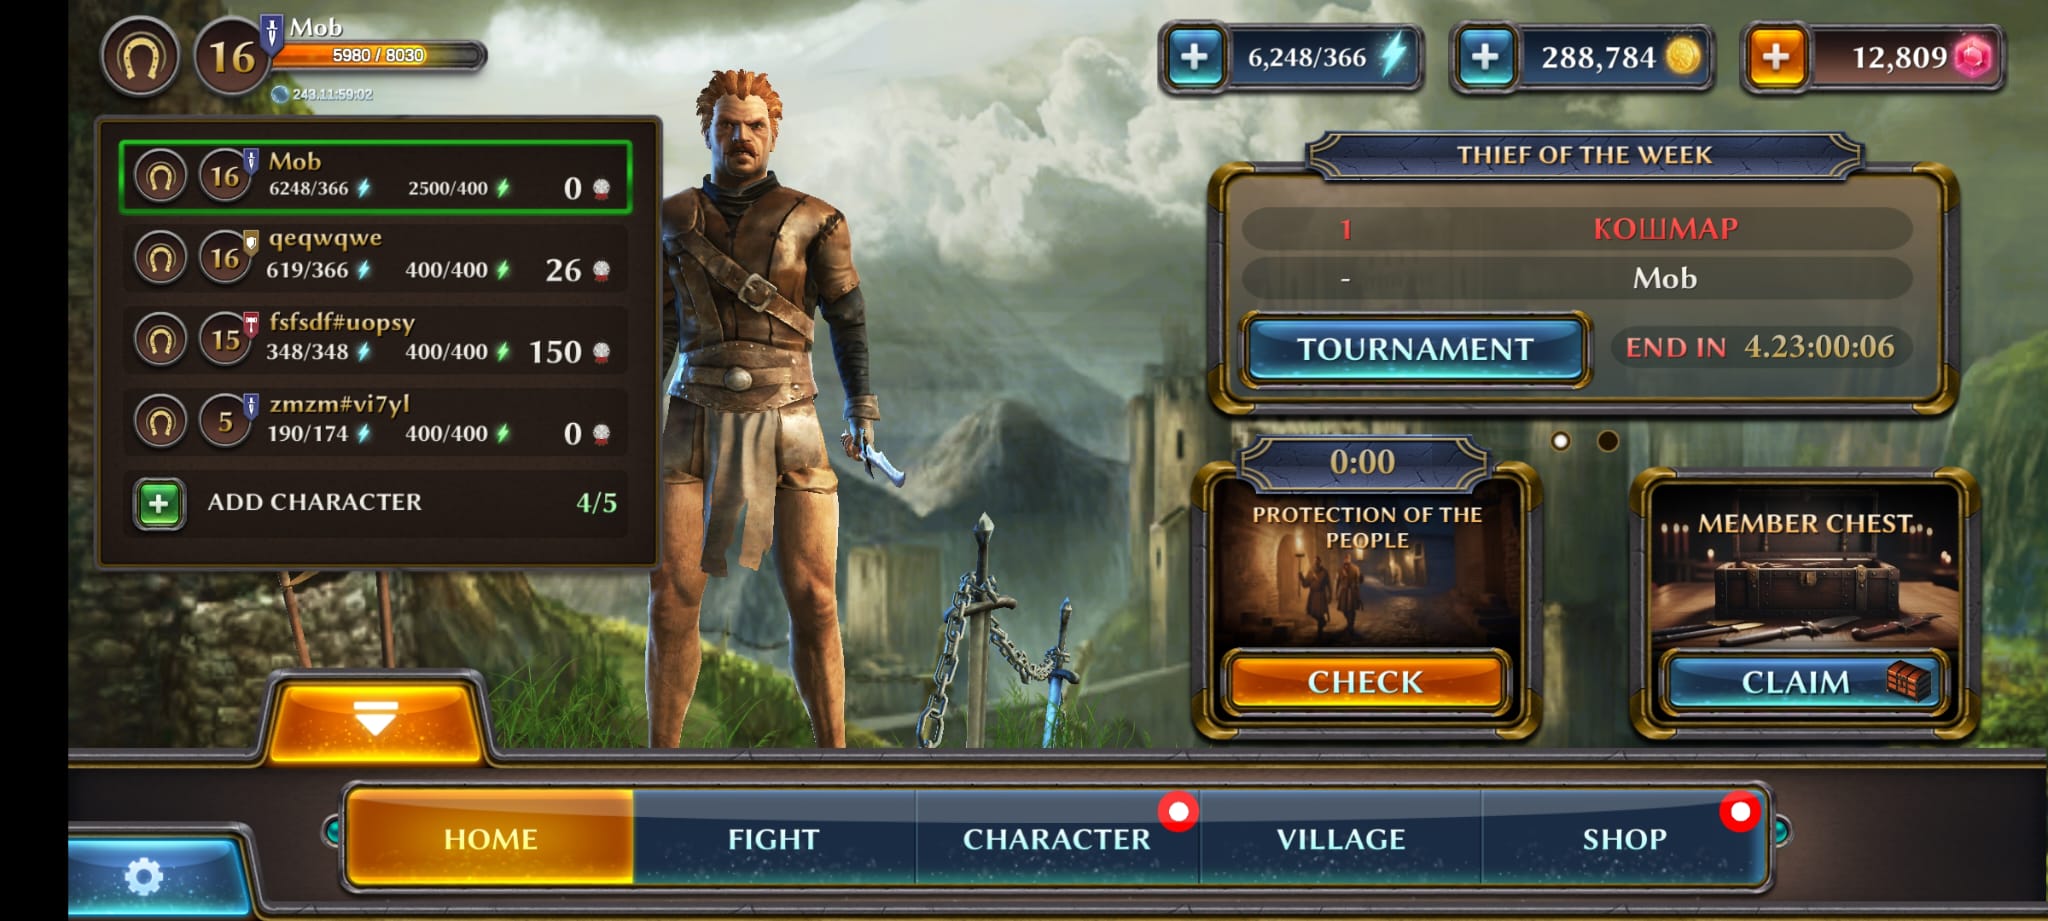 Mob
16
5980 / 8030
243.11:59:02
6,248/366
288,784
12,809
16 Mob
6248/366 2500/400 0
16 qeqwqwe
619/366 400/400 26
15 fsfsdf#uopsy
348/348 400/400 150
5 zmzm#vi7yl
190/174 400/400 0
ADD CHARACTER 4/5
THIEF OF THE WEEK
1 КОШМАР
- Mob
TOURNAMENT END IN 4.23:00:06
0:00
PROTECTION OF THE
PEOPLE
CHECK
MEMBER CHEST
CLAIM
HOME FIGHT CHARACTER VILLAGE SHOP